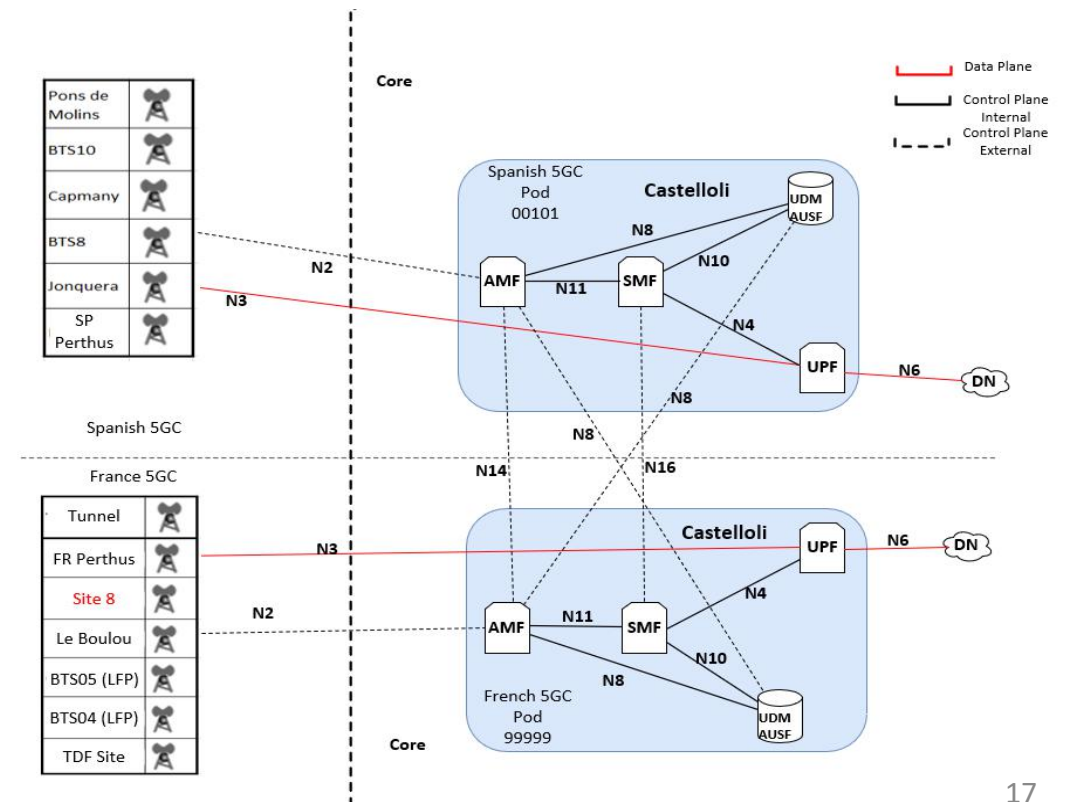 Core
Data Plane
Control Plane
Internal
Control Plane
External
Pons de
Molins
BTS10
Capmany
BTS8
Jonquera
SP
Perthus
Spanish 5GC
Pod
00101
Castelloli
UDM
AUSF
N8
N10
AMF
N11
SMF
N2
N3
N4
UPF
N6
DN
N8
N8
Spanish 5GC
France 5GC
N14
N16
Tunnel
FR Perthus
Site 8
Le Boulou
BTS05 (LFP)
BTS04 (LFP)
TDF Site
Castelloli
N3
UPF
N6
DN
N2
N4
AMF
N11
SMF
N10
N8
French 5GC
Pod
99999
UDM
AUSF
Core
17